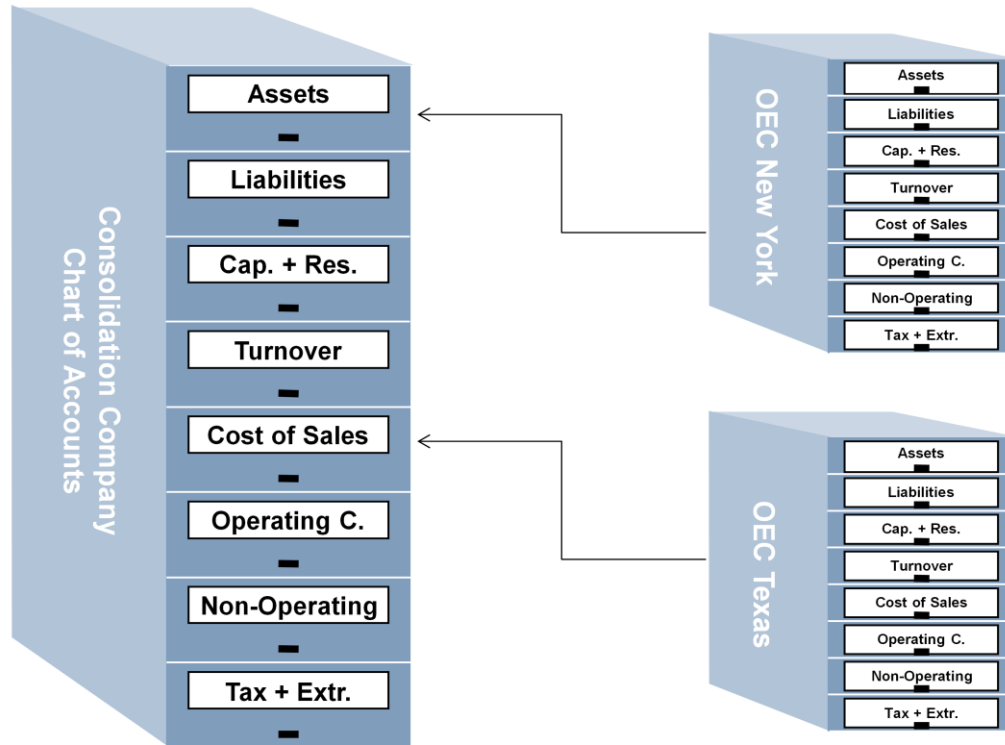 Consolidation Company
Chart of Accounts
Assets
Liabilities
Cap. + Res.
Turnover
Cost of Sales
Operating C.
Non-Operating
Tax + Extr.
OEC New York
Assets
Liabilities
Cap. + Res.
Turnover
Cost of Sales
Operating C.
Non-Operating
Tax + Extr.
OEC Texas
Assets
Liabilities
Cap. + Res.
Turnover
Cost of Sales
Operating C.
Non-Operating
Tax + Extr.